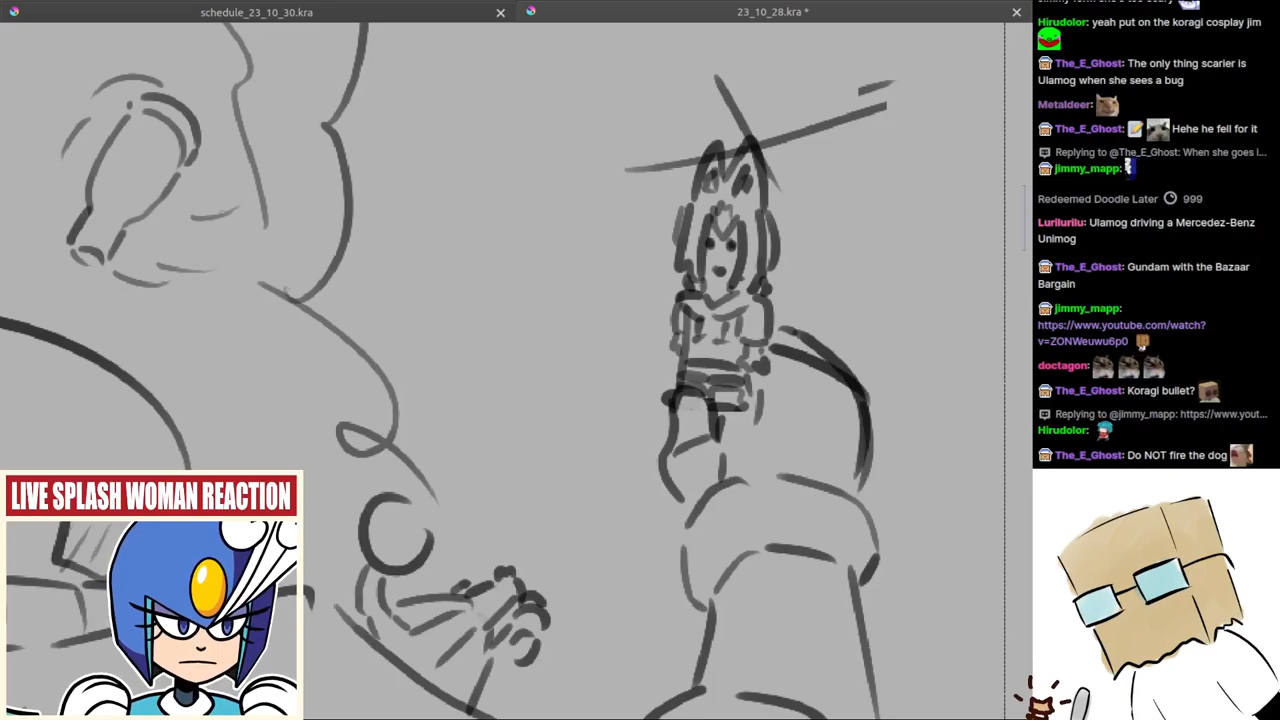 schedule_23_10_30.kra
23_10_28.kra *
Hirudolor: yeah put on the koragi cosplay jim
The_E_Ghost: The only thing scarier is
Ulamog when she sees a bug
Metaldeer:
The_E_Ghost: Hehe he fell for it
Replying to @The_E_Ghost: When she goes i...
jimmy_mapp:
Redeemed Doodle Later 999
Lurilurilu: Ulamog driving a Mercedez-Benz
Unimog
The_E_Ghost: Gundam with the Bazaar
Bargain
jimmy_mapp:
https://www.youtube.com/watch?
v=ZONWeuwu6p0
doctagon:
The_E_Ghost: Koragi bullet?
Replying to @jimmy_mapp: https://www.yout...
Hirudolor:
The_E_Ghost: Do NOT fire the dog
LIVE SPLASH WOMAN REACTION